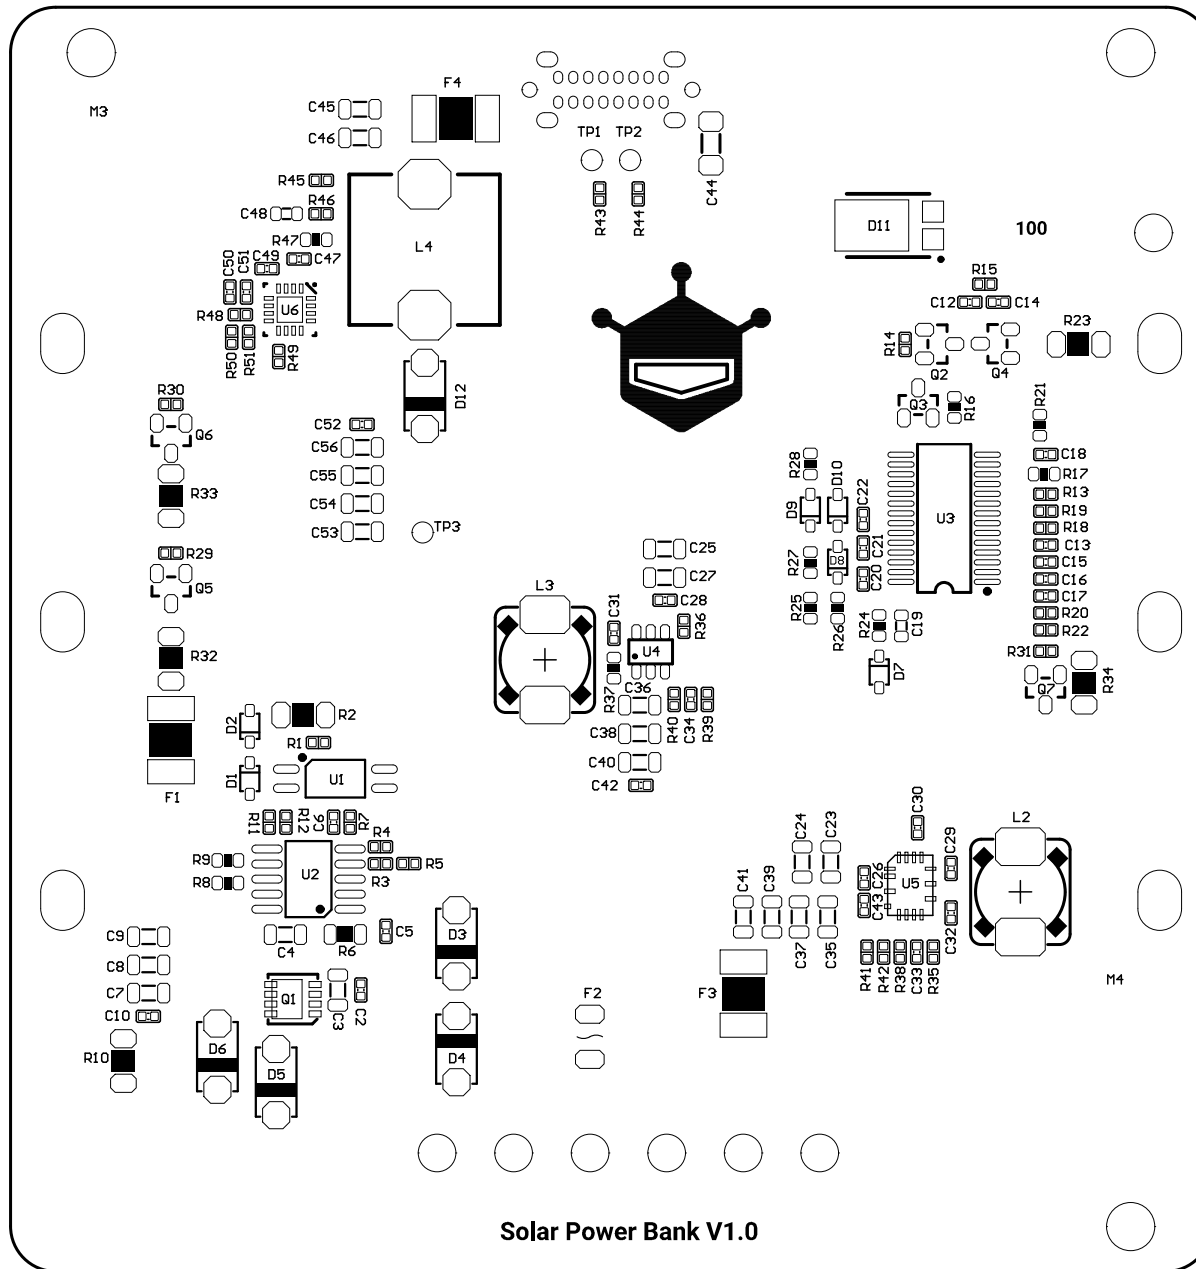 F4
C45
TP1 TP2
M3
C46
R45
R46
C44
C48
R43
R44
D11
100
R47
L4
C50
C51
C49
C47
R15
U6
C12
C14
R48
R23
R14
R50
R51
R49
Q2
Q4
R30
D12
Q3
R16
R21
C52
Q6
C56
C18
R28
D10
C55
R17
R33
C22
R13
C54
D9
U3
R19
C53
TP3
R18
C25
C21
C13
R29
R27
D8
C15
C27
C20
C16
Q5
L3
C28
C17
C31
R25
R26
R20
R36
R24
C19
R22
R32
U4
R31
D7
R37
C36
Q7
R34
D2
R2
R40
C34
R39
C38
R1
C40
D1
U1
F1
C42
C30
R11
R12
C6
R7
L2
R4
C24
C23
C29
R9
R5
R8
U2
R3
C26
U5
C41
C39
C43
C5
D3
C9
C4
R6
C37
C35
C32
C8
R41
R42
R38
C33
R35
C7
Q1
F2
F3
M4
C10
C3
C2
D6
D4
R10
D5
Solar Power Bank V1.0